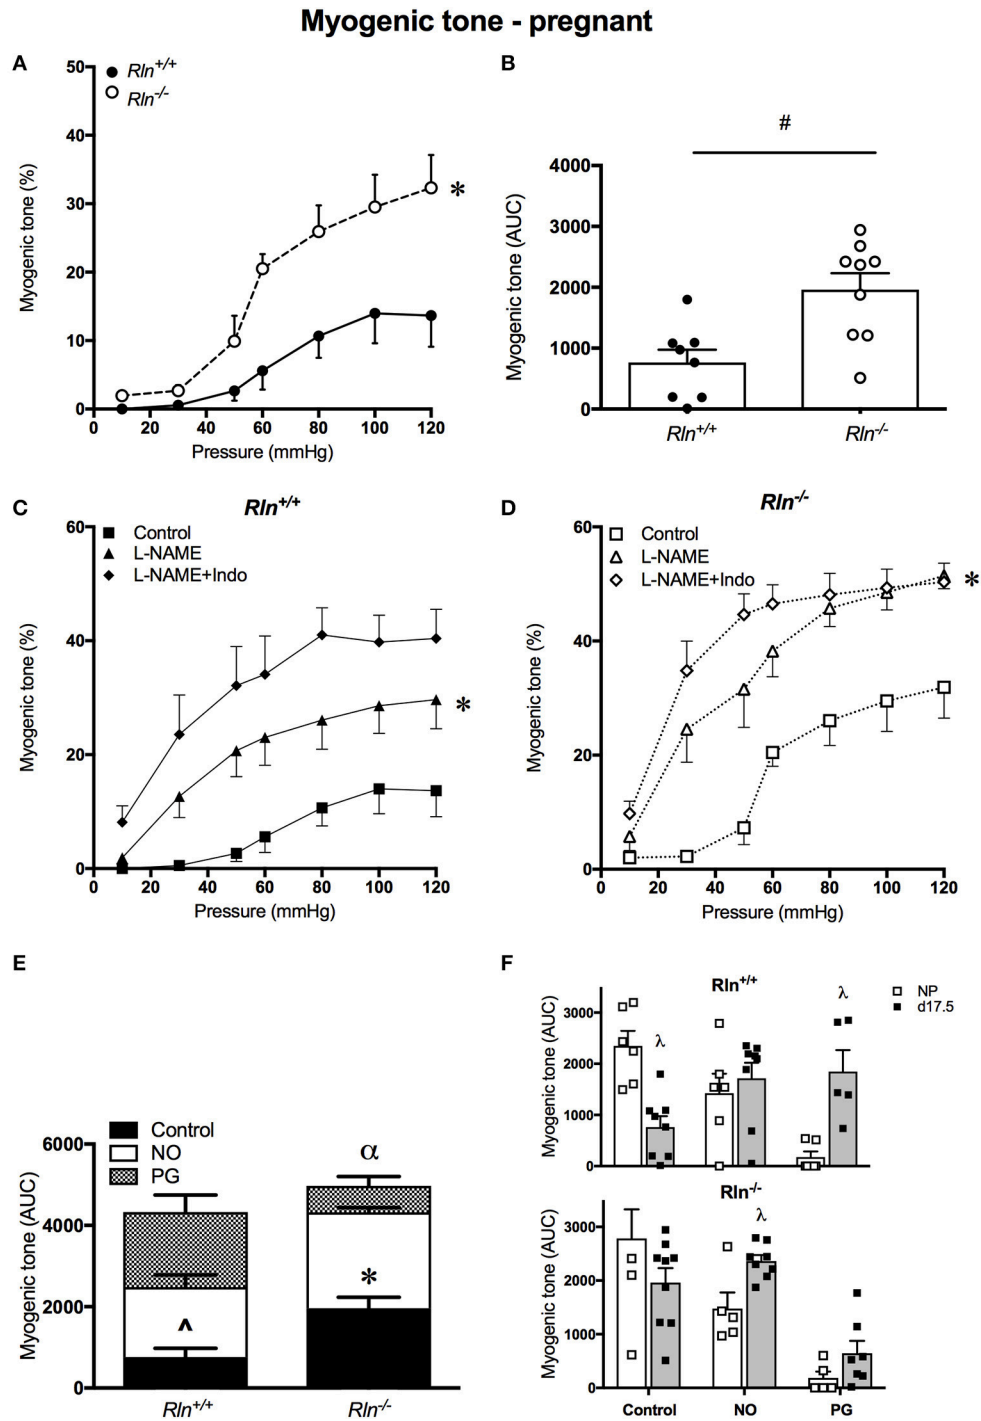 Myogenic tone - pregnant
A
Myogenic tone (%)
50
40
30
20
10
0
Rln+/+
Rln-/-
*
0 20 40 60 80 100 120
Pressure (mmHg)
B
Myogenic tone (AUC)
#
4000
3000
2000
1000
0
Rln+/+ Rln-/-
C
Rln+/+
Myogenic tone (%)
60
40
20
0
Control
L-NAME
L-NAME+Indo
*
0 20 40 60 80 100 120
Pressure (mmHg)
D
Rln-/-
Myogenic tone (%)
60
40
20
0
Control
L-NAME
L-NAME+Indo
*
0 20 40 60 80 100 120
Pressure (mmHg)
E
Myogenic tone (AUC)
6000
4000
2000
0
Control
NO
PG
α
*
^
Rln+/+ Rln-/-
F
Rln+/+
Myogenic tone (AUC)
3000
2000
1000
0
λ
λ
NP
d17.5
Rln-/-
Myogenic tone (AUC)
3000
2000
1000
0
λ
Control NO PG